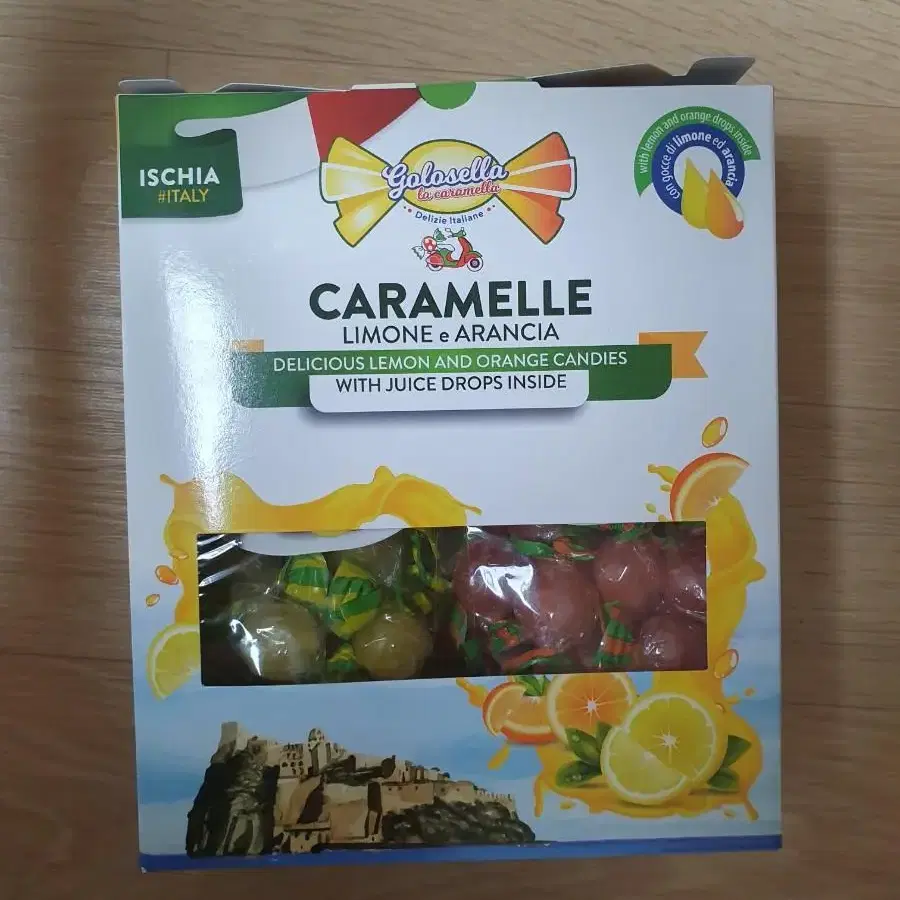 ISCHIA
#ITALY
Golosella
la caramella
Delizie Italiane
with lemon and orange drops inside
con gocce di limone ed arancia
CARAMELLE
LIMONE e ARANCIA
DELICIOUS LEMON AND ORANGE CANDIES
WITH JUICE DROPS INSIDE